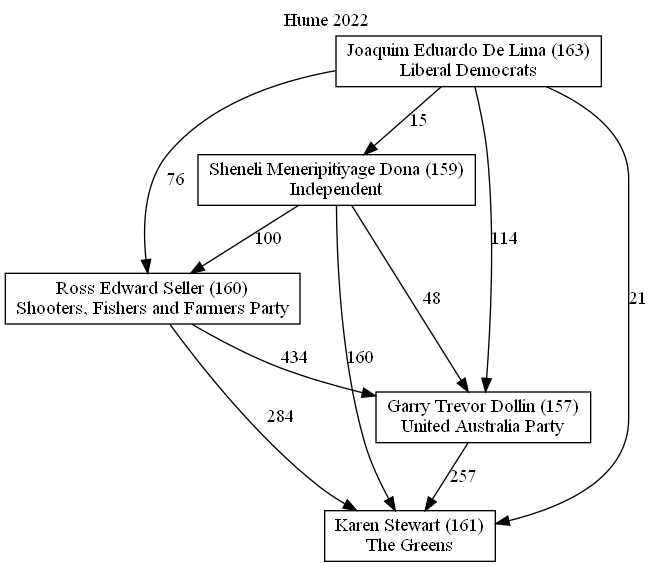 Hume 2022
Joaquim Eduardo De Lima (163)
Liberal Democrats
15
76
Sheneli Meneripitiyage Dona (159)
Independent
114
100
Ross Edward Seller (160)
Shooters, Fishers and Farmers Party
48
21
434
160
Garry Trevor Dollin (157)
United Australia Party
284
257
Karen Stewart (161)
The Greens